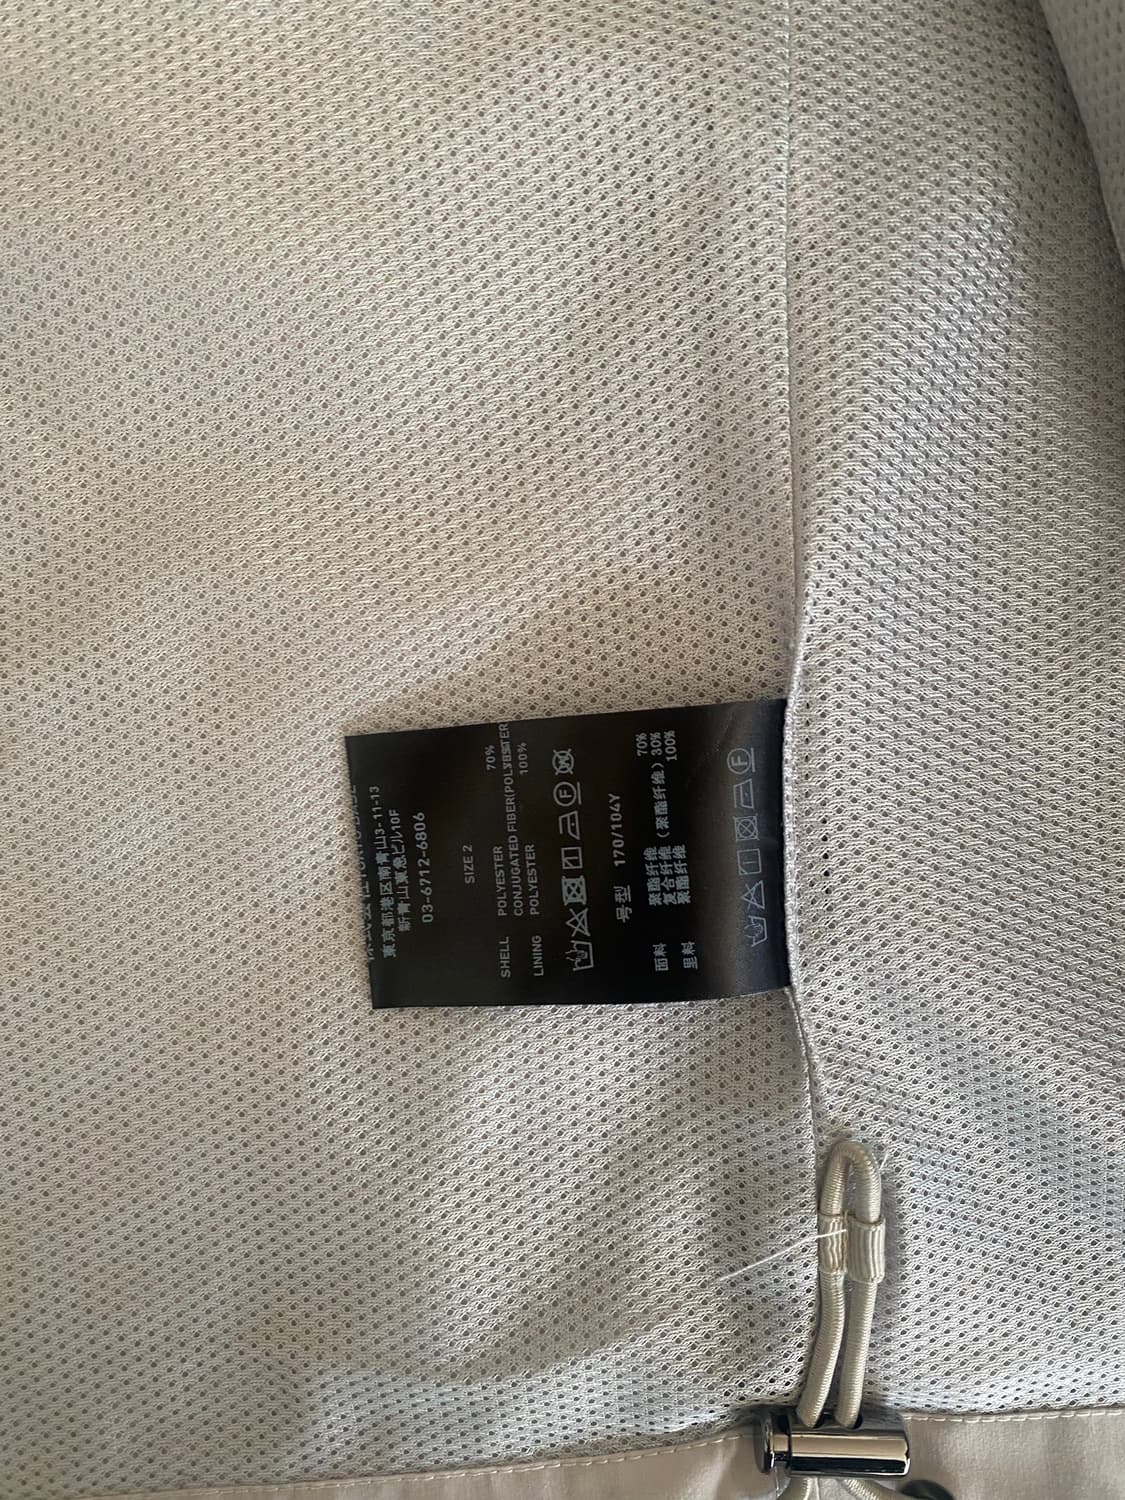 東京都港区南青山3-11-13
新青山東急ビル10F
03-6712-6806
SIZE 2
SHELL POLYESTER 70%
CONJUGATED FIBER(POLYESTER
LINING POLYESTER 100%
号型 170/104Y
面料 聚酯纤维 70%
复合纤维（聚酯纤维）30%
里料 聚酯纤维 100%